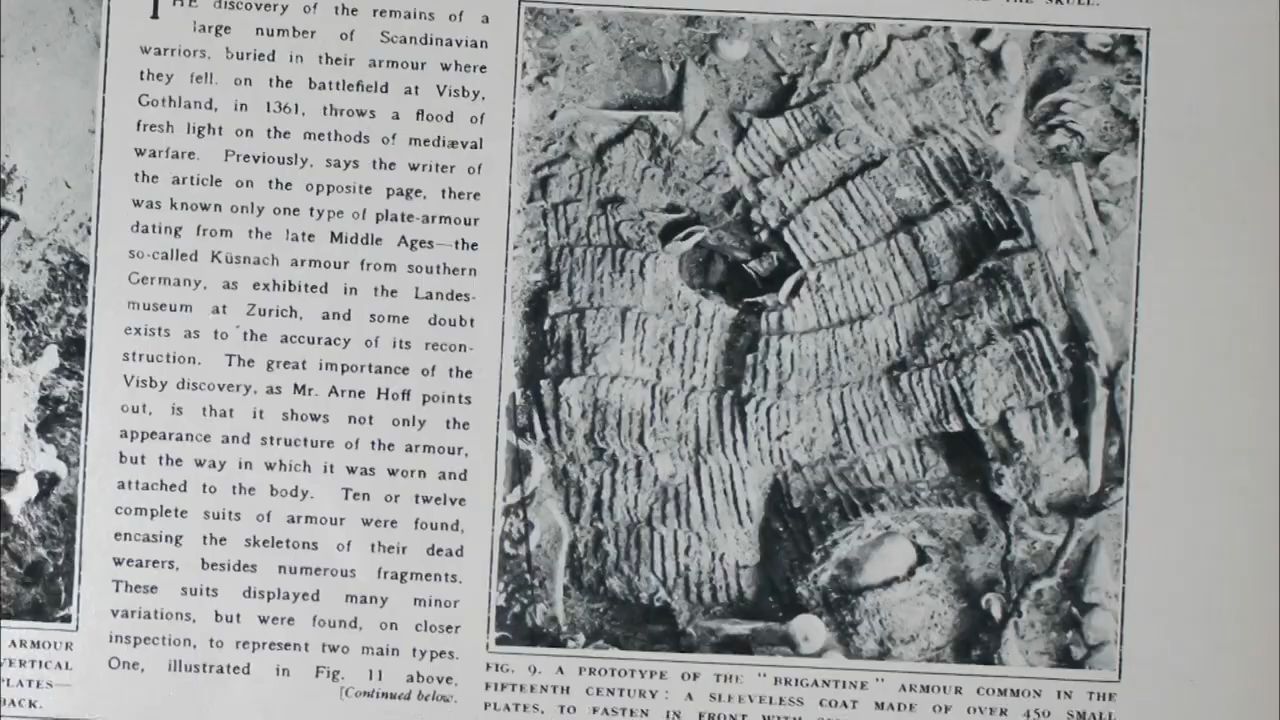 THE SKULL.
THE discovery of the remains of a
large number of Scandinavian
warriors, buried in their armour where
they fell, on the battlefield at Visby,
Gothland, in 1361, throws a flood of
fresh light on the methods of mediæval
warfare. Previously, says the writer of
the article on the opposite page, there
was known only one type of plate-armour
dating from the late Middle Ages—the
so-called Küsnach armour from southern
Germany, as exhibited in the Landes-
museum at Zurich, and some doubt
exists as to the accuracy of its recon-
struction. The great importance of the
Visby discovery, as Mr. Arne Hoff points
out, is that it shows not only the
appearance and structure of the armour,
but the way in which it was worn and
attached to the body. Ten or twelve
complete suits of armour were found,
encasing the skeletons of their dead
wearers, besides numerous fragments.
These suits displayed many minor
variations, but were found, on closer
inspection, to represent two main types.
One, illustrated in Fig. 11 above,
[Continued below.
ARMOUR
VERTICAL
PLATES—
BACK.
FIG. 9. A PROTOTYPE OF THE "BRIGANTINE" ARMOUR COMMON IN THE
FIFTEENTH CENTURY: A SLEEVELESS COAT MADE OF OVER 450 SMALL
PLATES, TO FASTEN IN FRONT WITH